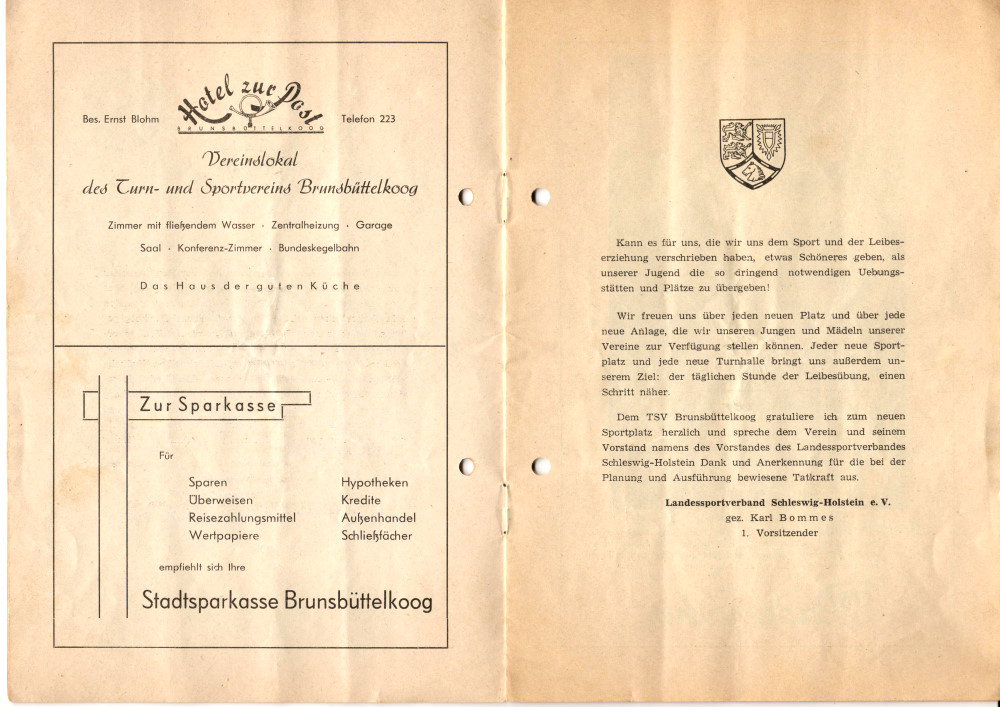 Bes. Ernst Blohm
Hotel zur Post
BRUNSBÜTTELKOOG
Telefon 223
Vereinslokal
des Turn- und Sportvereins Brunsbüttelkoog
Zimmer mit fließendem Wasser · Zentralheizung · Garage
Saal · Konferenz-Zimmer · Bundeskegelbahn
Das Haus der guten Küche
Zur Sparkasse
Für
Sparen
Überweisen
Reisezahlungsmittel
Wertpapiere
Hypotheken
Kredite
Außenhandel
Schließfächer
empfiehlt sich Ihre
Stadtsparkasse Brunsbüttelkoog
Kann es für uns, die wir uns dem Sport und der Leibes-
erziehung verschrieben haben, etwas Schöneres geben, als
unserer Jugend die so dringend notwendigen Uebungs-
stätten und Plätze zu übergeben!
Wir freuen uns über jeden neuen Platz und über jede
neue Anlage, die wir unseren Jungen und Mädeln unserer
Vereine zur Verfügung stellen können. Jeder neue Sport-
platz und jede neue Turnhalle bringt uns außerdem un-
serem Ziel: der täglichen Stunde der Leibesübung, einen
Schritt näher.
Dem TSV Brunsbüttelkoog gratuliere ich zum neuen
Sportplatz herzlich und spreche dem Verein und seinem
Vorstand namens des Vorstandes des Landessportverbandes
Schleswig-Holstein Dank und Anerkennung für die bei der
Planung und Ausführung bewiesene Tatkraft aus.
Landessportverband Schleswig-Holstein e. V.
gez. Karl Bommes
1. Vorsitzender